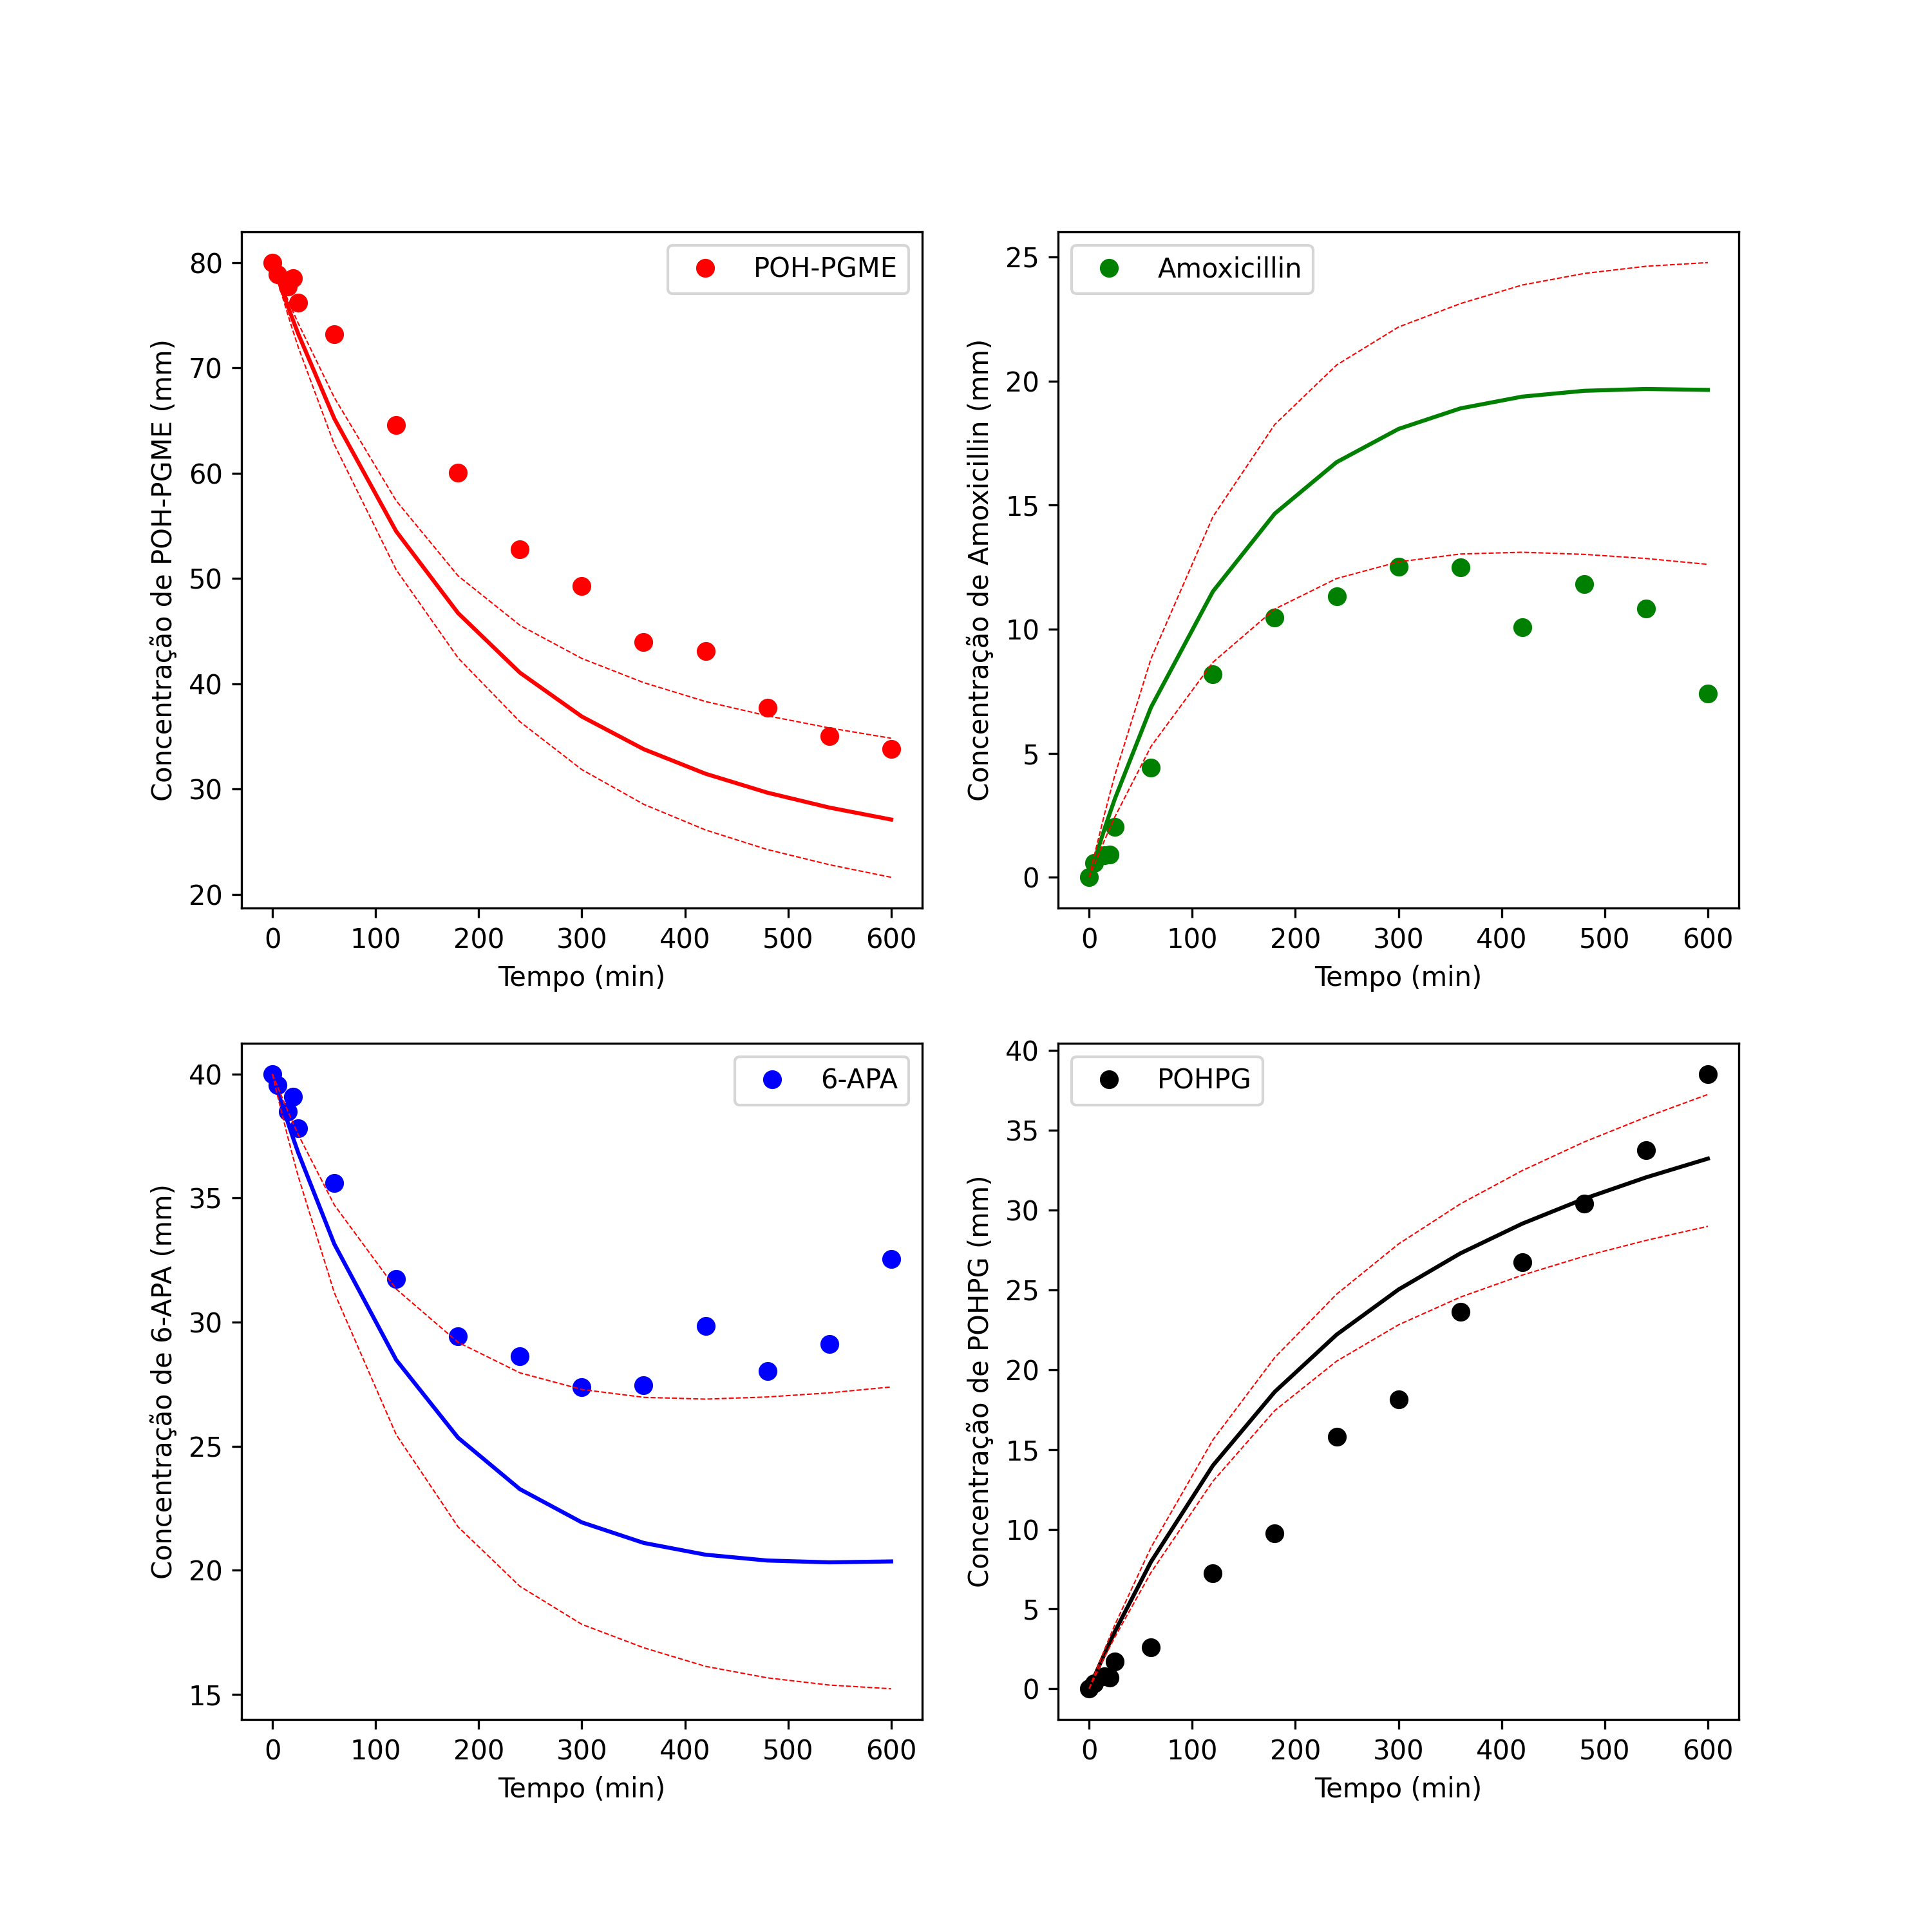 POH-PGME
Concentração de POH-PGME (mm)
80
70
60
50
40
30
20
0 100 200 300 400 500 600
Tempo (min)
Amoxicillin
Concentração de Amoxicillin (mm)
25
20
15
10
5
0
0 100 200 300 400 500 600
Tempo (min)
6-APA
Concentração de 6-APA (mm)
40
35
30
25
20
15
0 100 200 300 400 500 600
Tempo (min)
POHPG
Concentração de POHPG (mm)
40
35
30
25
20
15
10
5
0
0 100 200 300 400 500 600
Tempo (min)